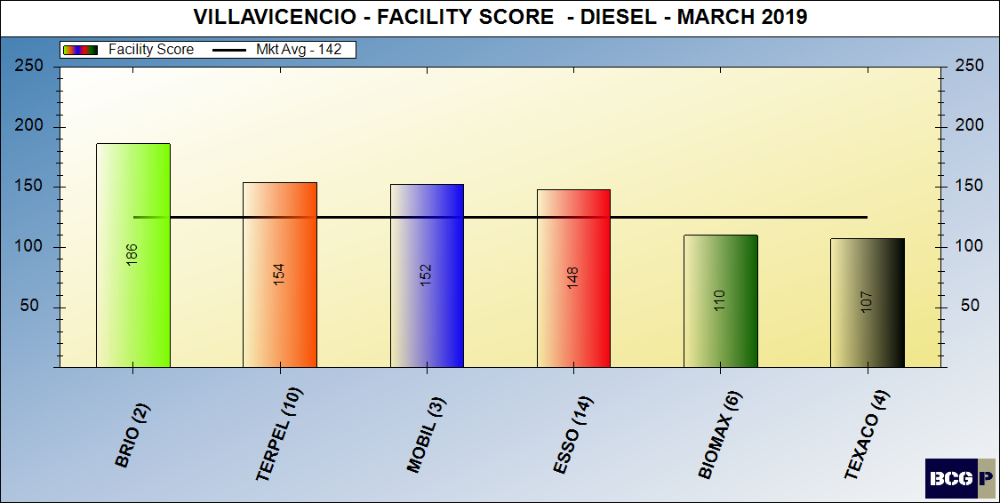 VILLAVICENCIO - FACILITY SCORE - DIESEL - MARCH 2019
Facility Score Mkt Avg - 142
250 250
200 200
150 150
100 100
50 50
186 154 152 148 110 107
BRIO (2) TERPEL (10) MOBIL (3) ESSO (14) BIOMAX (6) TEXACO (4)
BCG P